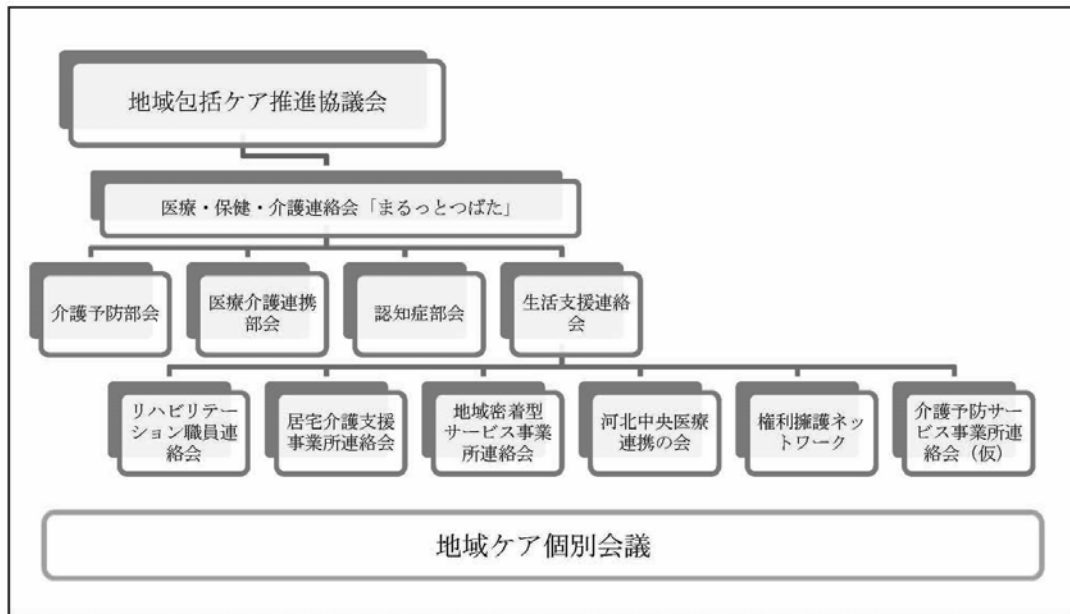 地域包括ケア推進協議会
医療・保健・介護連絡会「まるっとつばた」
介護予防部会
医療介護連携
部会
認知症部会
生活支援連絡
会
リハビリテー
ション職員連
絡会
居宅介護支援
事業所連絡会
地域密着型
サービス事業
所連絡会
河北中央医療
連携の会
権利擁護ネッ
トワーク
介護予防サー
ビス事業所連
絡会（仮）
地域ケア個別会議